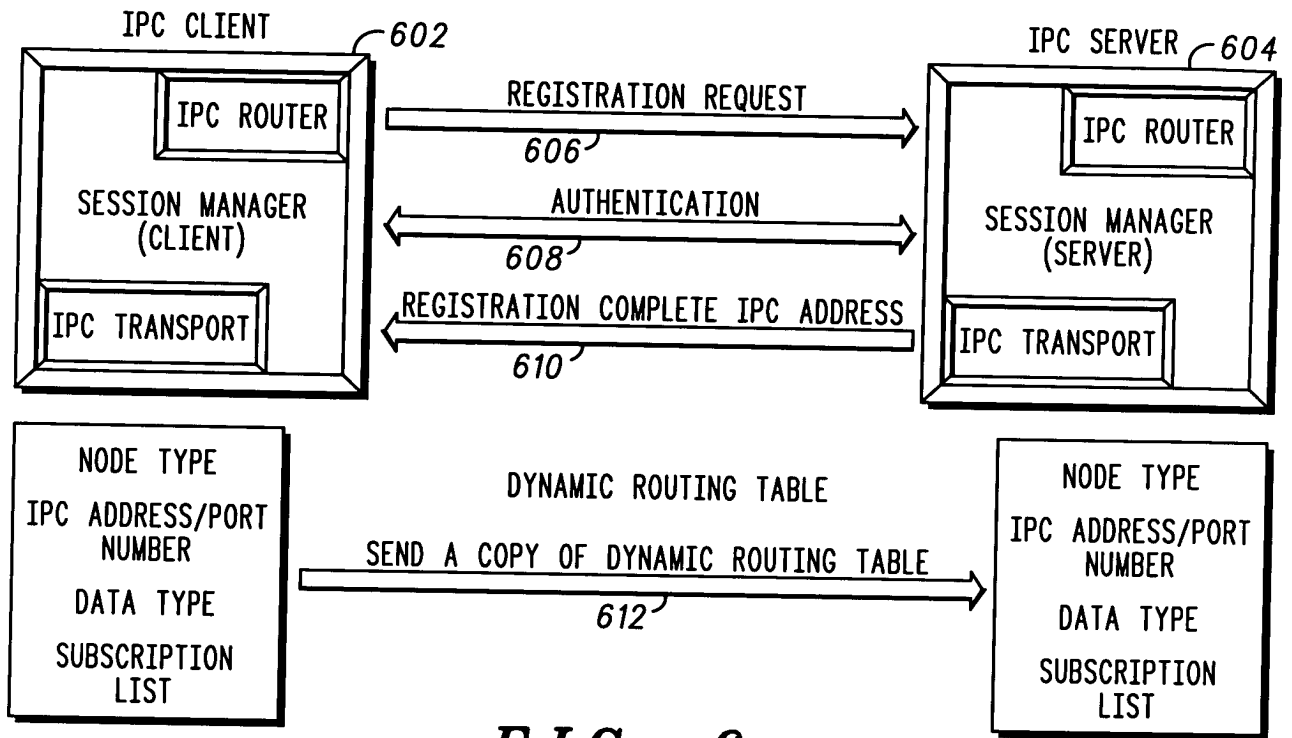 IPC CLIENT
602
IPC SERVER
604
IPC ROUTER
SESSION MANAGER
(CLIENT)
IPC TRANSPORT
REGISTRATION REQUEST
606
AUTHENTICATION
608
REGISTRATION COMPLETE IPC ADDRESS
610
IPC ROUTER
SESSION MANAGER
(SERVER)
IPC TRANSPORT
NODE TYPE
IPC ADDRESS/PORT
NUMBER
DATA TYPE
SUBSCRIPTION
LIST
DYNAMIC ROUTING TABLE
SEND A COPY OF DYNAMIC ROUTING TABLE
612
NODE TYPE
IPC ADDRESS/PORT
NUMBER
DATA TYPE
SUBSCRIPTION
LIST